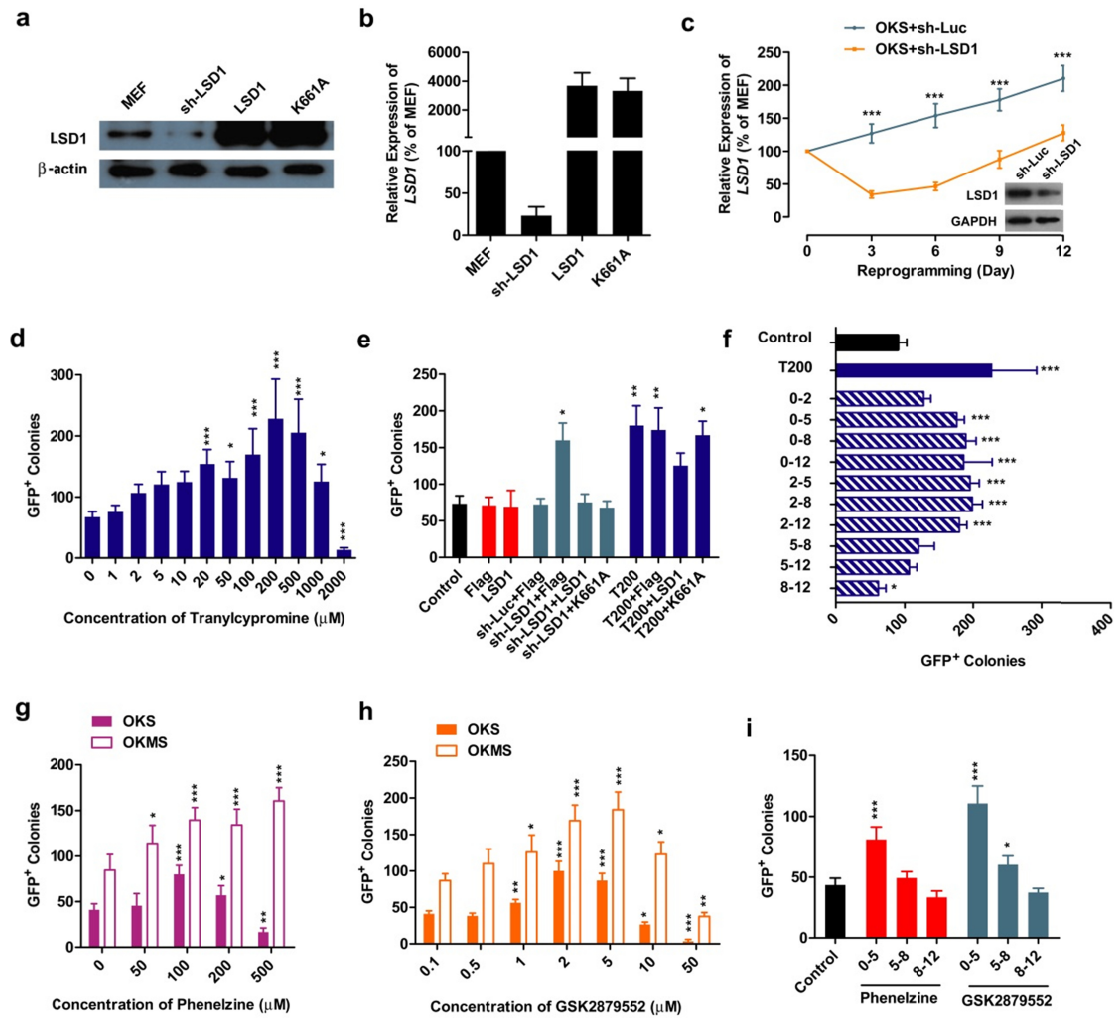 a
MEF
sh-LSD1
LSD1
K661A
LSD1
β-actin
b
Relative Expression of
LSD1 (% of MEF)
6000
4000
2000
100
50
0
MEF
sh-LSD1
LSD1
K661A
c
OKS+sh-Luc
OKS+sh-LSD1
Relative Expression of
LSD1 (% of MEF)
250
200
150
100
50
0
***
***
***
***
sh-Luc
sh-LSD1
LSD1
GAPDH
0 3 6 9 12
Reprogramming (Day)
d
GFP+ Colonies
300
200
100
0
***
*
***
***
***
*
***
0 1 2 5 10 20 50 100 200 500 1000 2000
Concentration of Tranylcypromine (μM)
e
GFP+ Colonies
250
200
150
100
50
0
*
**
**
*
Control
Flag
LSD1
sh-Luc+Flag
sh-LSD1+Flag
sh-LSD1+LSD1
sh-LSD1+K661A
T200
T200+Flag
T200+LSD1
T200+K661A
f
Control
T200 ***
0-2
0-5 ***
0-8 ***
0-12 ***
2-5 ***
2-8 ***
2-12 ***
5-8
5-12
8-12 *
0 100 200 300 400
GFP+ Colonies
g
OKS
OKMS
GFP+ Colonies
200
150
100
50
0
*
***
***
*
***
**
***
0 50 100 200 500
Concentration of Phenelzine (μM)
h
OKS
OKMS
GFP+ Colonies
250
200
150
100
50
0
**
*
***
***
***
***
*
*
***
**
0.1 0.5 1 2 5 10 50
Concentration of GSK2879552 (μM)
i
GFP+ Colonies
150
100
50
0
***
***
*
Control
0-5
5-8
8-12
0-5
5-8
8-12
Phenelzine
GSK2879552